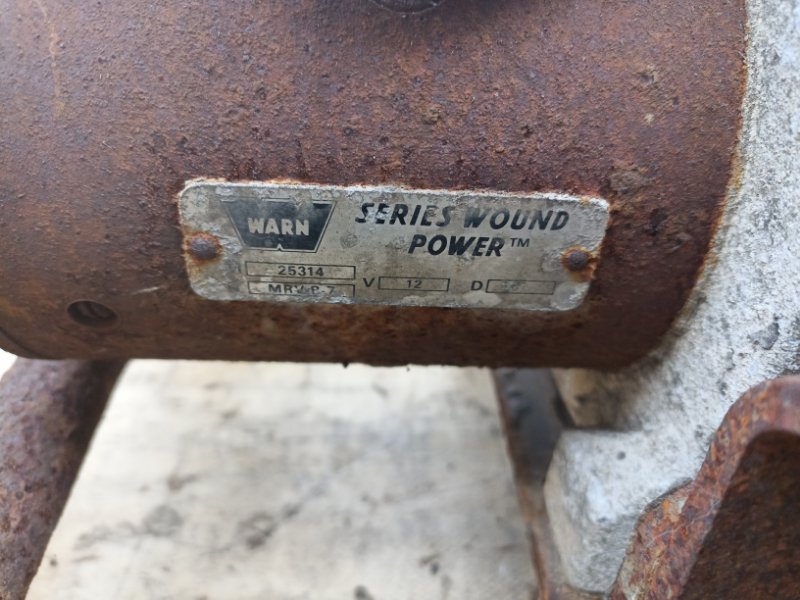 WARN
SERIES WOUND
POWER™
25314
V 12 D